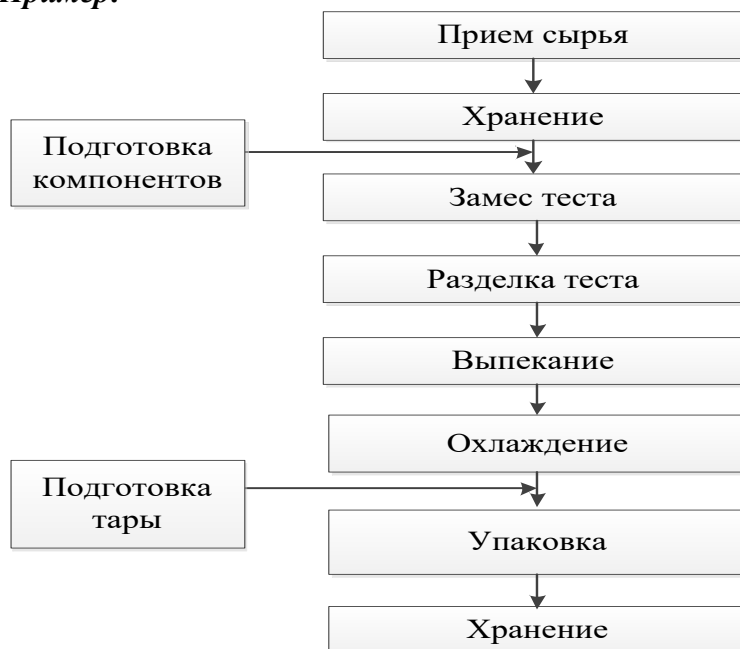 Пример:
Прием сырья
Хранение
Подготовка
компонентов
Замес теста
Разделка теста
Выпекание
Охлаждение
Подготовка
тары
Упаковка
Хранение